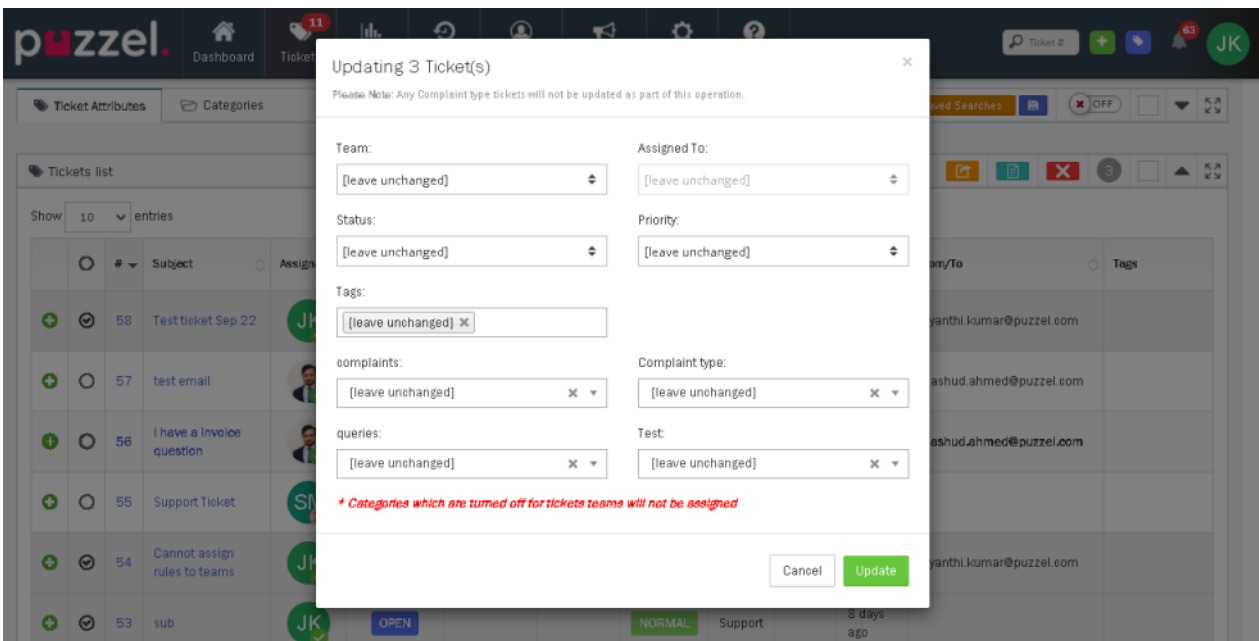 puzzel.
Dashboard
11
Ticket
Ticket #
63
JK
Ticket Attributes
Categories
aved Searches
OFF
Tickets list
3
Show 10 entries
# Subject Assign
om/To Tags
58 Test ticket Sep 22 JK
yanthi.kumar@puzzel.com
57 test email
ashud.ahmed@puzzel.com
56 I have a Invoice
question
ashud.ahmed@puzzel.com
55 Support Ticket SM
54 Cannot assign
rules to teams JK
yanthi.kumar@puzzel.com
53 sub JK OPEN NORMAL Support 8 days
ago
Updating 3 Ticket(s)
Please Note: Any Complaint type tickets will not be updated as part of this operation.
Team: Assigned To:
[leave unchanged] [leave unchanged]
Status: Priority:
[leave unchanged] [leave unchanged]
Tags:
[leave unchanged]
complaints: Complaint type:
[leave unchanged] [leave unchanged]
queries: Test:
[leave unchanged] [leave unchanged]
* Categories which are turned off for tickets teams will not be assigned
Cancel Update